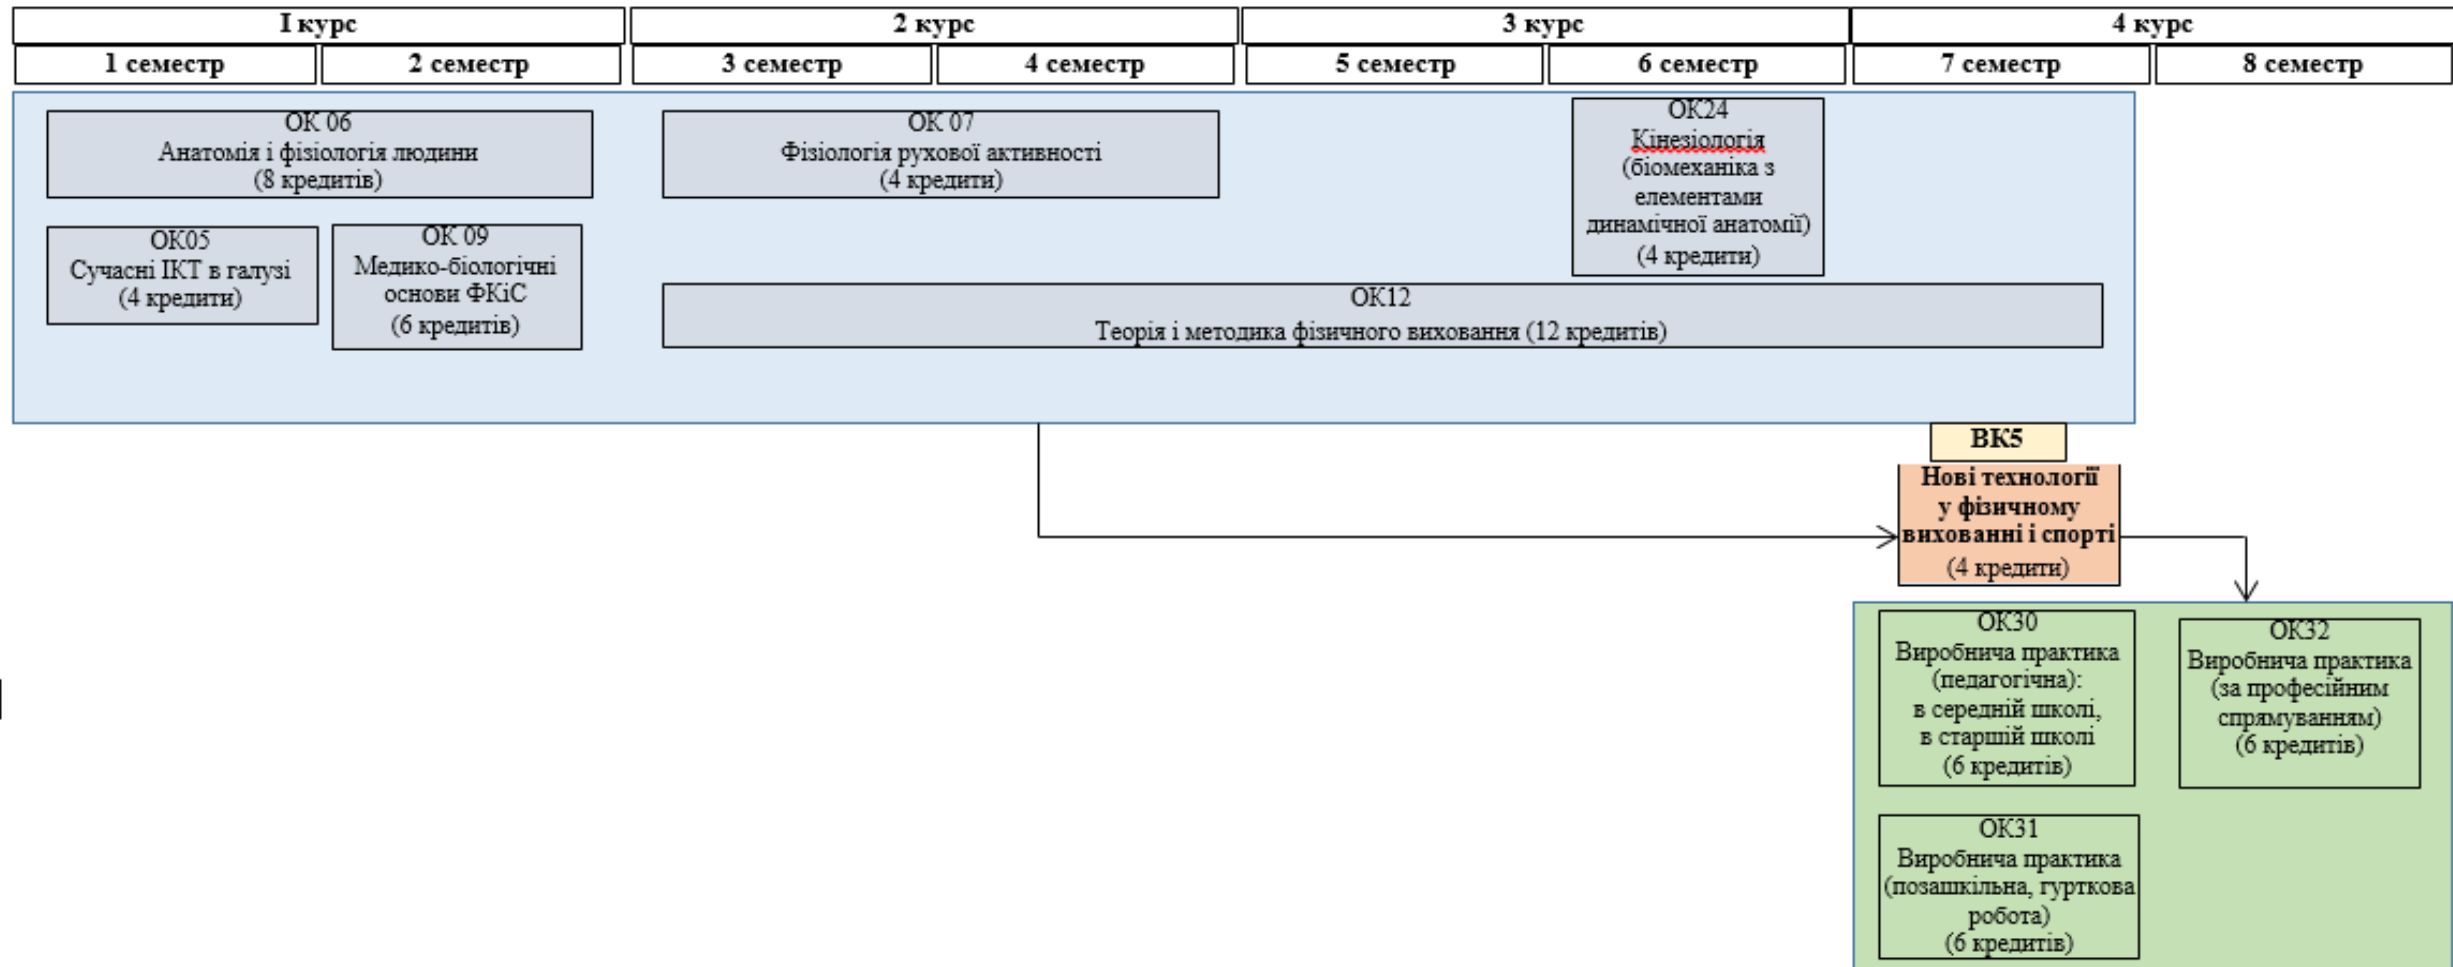 I курс
2 курс
3 курс
4 курс
1 семестр
2 семестр
3 семестр
4 семестр
5 семестр
6 семестр
7 семестр
8 семестр
ОК 06
Анатомія і фізіологія людини
(8 кредитів)
ОК 07
Фізіологія рухової активності
(4 кредити)
ОК24
Кінезіологія
(біомеханіка з
елементами
динамічної анатомії)
(4 кредити)
ОК05
Сучасні ІКТ в галузі
(4 кредити)
ОК 09
Медико-біологічні
основи ФКіС
(6 кредитів)
ОК12
Теорія і методика фізичного виховання (12 кредитів)
ВК5
Нові технології
у фізичному
вихованні і спорті
(4 кредити)
ОК30
Виробнича практика
(педагогічна):
в середній школі,
в старшій школі
(6 кредитів)
ОК32
Виробнича практика
(за професійним
спрямуванням)
(6 кредитів)
ОК31
Виробнича практика
(позашкільна, гурткова
робота)
(6 кредитів)